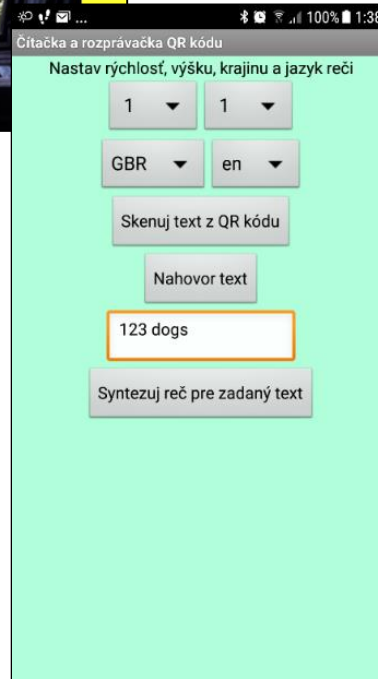 ... 100% 1:38
Čítačka a rozprávačka QR kódu
Nastav rýchlosť, výšku, krajinu a jazyk reči
1 1
GBR en
Skenuj text z QR kódu
Nahovor text
123 dogs
Syntezuj reč pre zadaný text